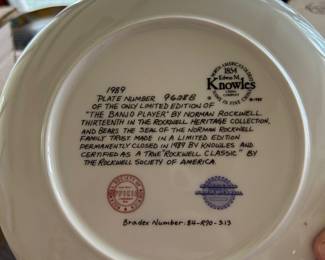 1989
PLATE NUMBER 9628B
OF THE ONLY LIMITED EDITION OF
"THE BANJO PLAYER" BY NORMAN ROCKWELL.
THIRTEENTH IN THE ROCKWELL HERITAGE COLLECTION,
AND BEARS THE SEAL OF THE NORMAN ROCKWELL
FAMILY TRUST. MADE IN A LIMITED EDITION
PERMANENTLY CLOSED IN 1989 BY KNOWLES AND
CERTIFIED AS A TRUE "ROCKWELL CLASSIC" BY
THE ROCKWELL SOCIETY OF AMERICA
1834
Edwin M.
Knowles
CHINA
COMPANY
Bradex Number: 84-R70-3.13